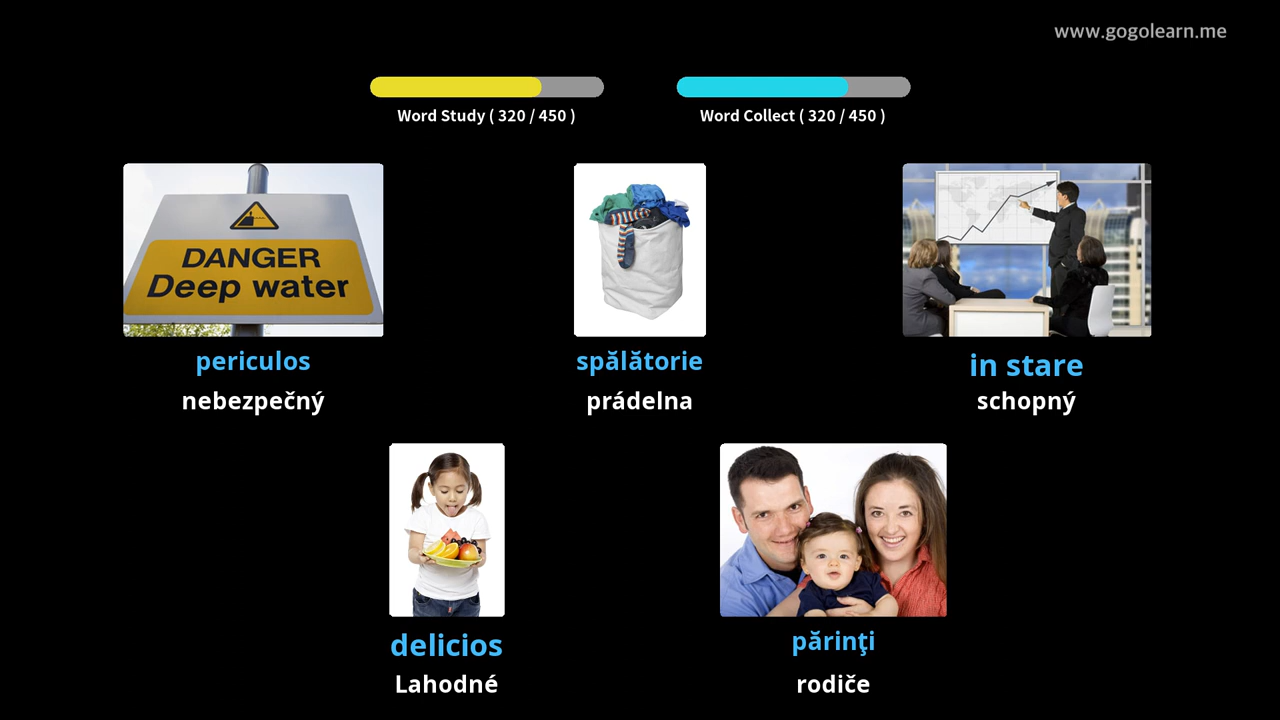 www.gogolearn.me
Word Study ( 320 / 450 )
Word Collect ( 320 / 450 )
DANGER
Deep water
periculos
nebezpečný
spălătorie
prádelna
in stare
schopný
delicios
Lahodné
părinţi
rodiče